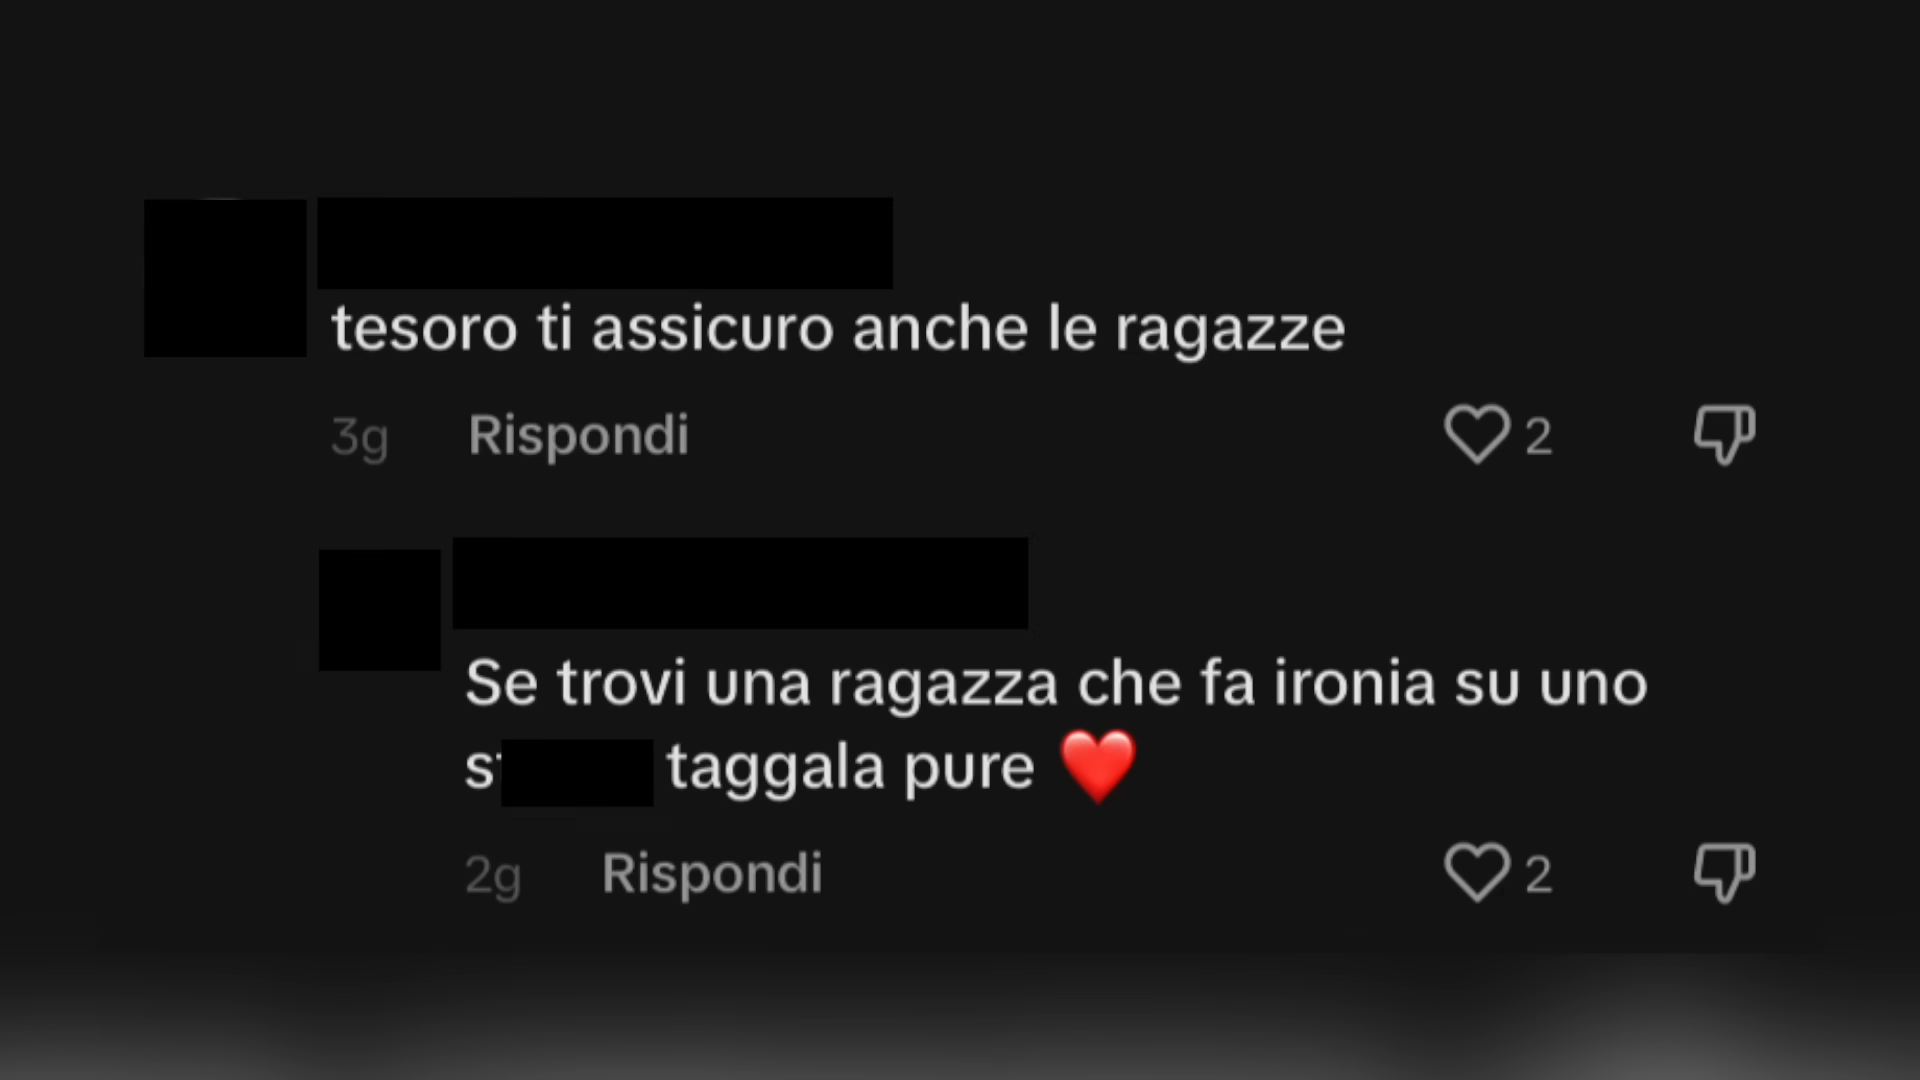 tesoro ti assicuro anche le ragazze
3g Rispondi 2
Se trovi una ragazza che fa ironia su uno
taggala pure ❤️
2g Rispondi 2